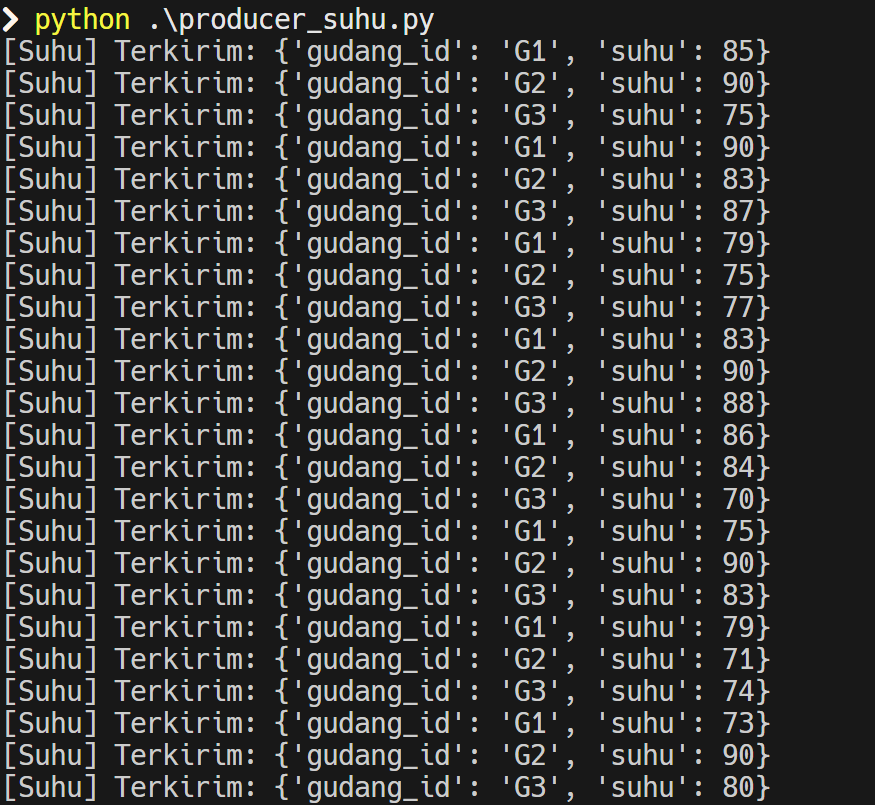 ❯ python .\producer_suhu.py
[Suhu] Terkirim: {'gudang_id': 'G1', 'suhu': 85}
[Suhu] Terkirim: {'gudang_id': 'G2', 'suhu': 90}
[Suhu] Terkirim: {'gudang_id': 'G3', 'suhu': 75}
[Suhu] Terkirim: {'gudang_id': 'G1', 'suhu': 90}
[Suhu] Terkirim: {'gudang_id': 'G2', 'suhu': 83}
[Suhu] Terkirim: {'gudang_id': 'G3', 'suhu': 87}
[Suhu] Terkirim: {'gudang_id': 'G1', 'suhu': 79}
[Suhu] Terkirim: {'gudang_id': 'G2', 'suhu': 75}
[Suhu] Terkirim: {'gudang_id': 'G3', 'suhu': 77}
[Suhu] Terkirim: {'gudang_id': 'G1', 'suhu': 83}
[Suhu] Terkirim: {'gudang_id': 'G2', 'suhu': 90}
[Suhu] Terkirim: {'gudang_id': 'G3', 'suhu': 88}
[Suhu] Terkirim: {'gudang_id': 'G1', 'suhu': 86}
[Suhu] Terkirim: {'gudang_id': 'G2', 'suhu': 84}
[Suhu] Terkirim: {'gudang_id': 'G3', 'suhu': 70}
[Suhu] Terkirim: {'gudang_id': 'G1', 'suhu': 75}
[Suhu] Terkirim: {'gudang_id': 'G2', 'suhu': 90}
[Suhu] Terkirim: {'gudang_id': 'G3', 'suhu': 83}
[Suhu] Terkirim: {'gudang_id': 'G1', 'suhu': 79}
[Suhu] Terkirim: {'gudang_id': 'G2', 'suhu': 71}
[Suhu] Terkirim: {'gudang_id': 'G3', 'suhu': 74}
[Suhu] Terkirim: {'gudang_id': 'G1', 'suhu': 73}
[Suhu] Terkirim: {'gudang_id': 'G2', 'suhu': 90}
[Suhu] Terkirim: {'gudang_id': 'G3', 'suhu': 80}